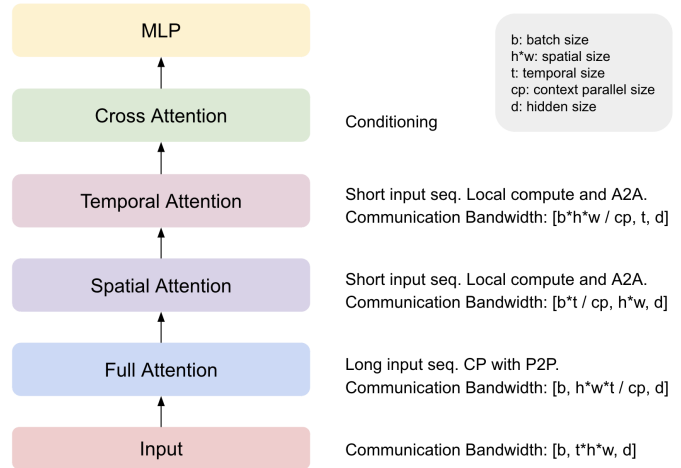 MLP
b: batch size
h*w: spatial size
t: temporal size
cp: context parallel size
d: hidden size
Cross Attention
Conditioning
Temporal Attention
Short input seq. Local compute and A2A.
Communication Bandwidth: [b*h*w / cp, t, d]
Spatial Attention
Short input seq. Local compute and A2A.
Communication Bandwidth: [b*t / cp, h*w, d]
Full Attention
Long input seq. CP with P2P.
Communication Bandwidth: [b, h*w*t / cp, d]
Input
Communication Bandwidth: [b, t*h*w, d]